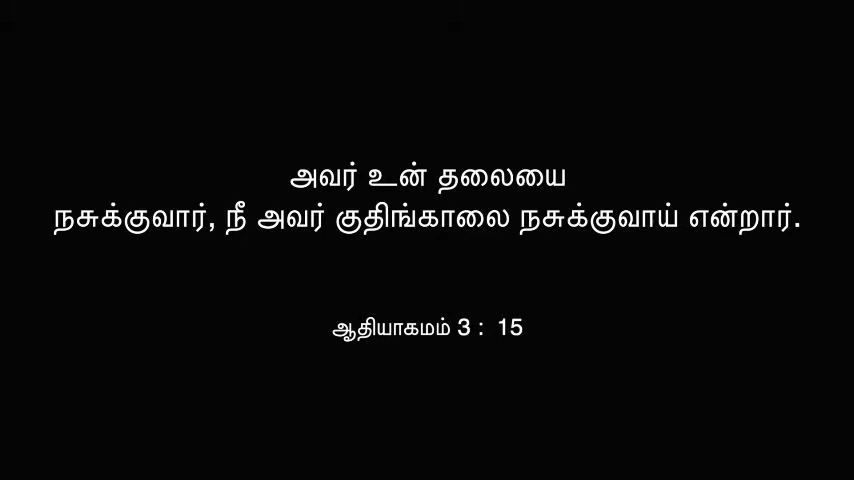 அவர் உன் தலையை
நசுக்குவார், நீ அவர் குதிங்காலை நசுக்குவாய் என்றார்.
ஆதியாகமம் 3 : 15